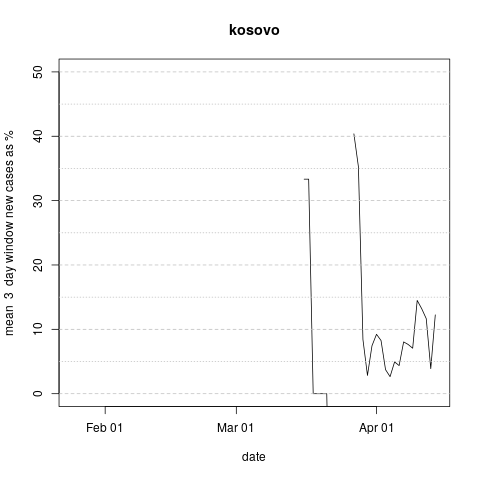 kosovo
mean 3 day window new cases as %
50
40
30
20
10
0
Feb 01
Mar 01
Apr 01
date